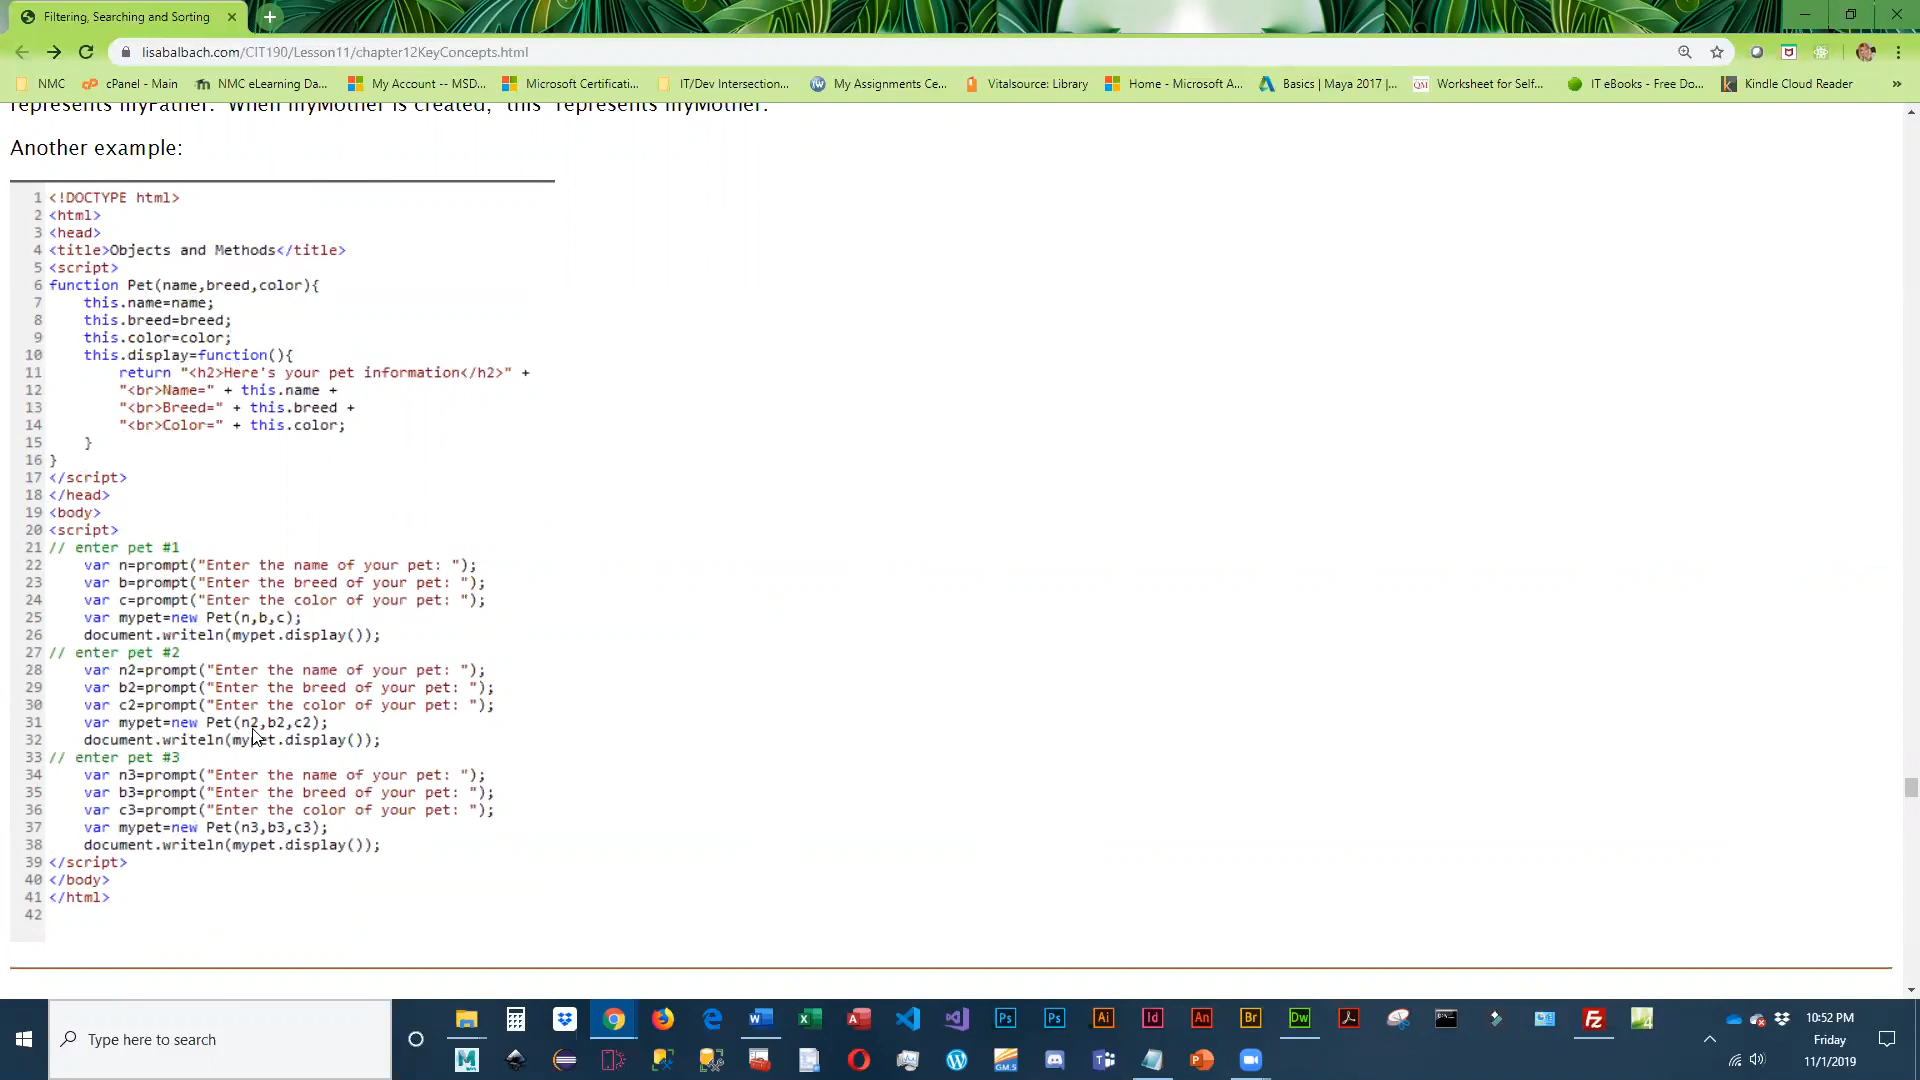 Filtering, Searching and Sorting
lisabalbach.com/CIT190/Lesson11/chapter12KeyConcepts.html
NMC
cPanel - Main
NMC eLearning Da...
My Account -- MSD...
Microsoft Certificati...
IT/Dev Intersection...
My Assignments Ce...
Vitalsource: Library
Home - Microsoft A...
Basics | Maya 2017 |...
Worksheet for Self...
IT eBooks - Free Do...
Kindle Cloud Reader
represents myFather. When myMother is created, "this" represents myMother.
Another example:
1 <!DOCTYPE html>
2 <html>
3 <head>
4 <title>Objects and Methods</title>
5 <script>
6 function Pet(name,breed,color){
7 this.name=name;
8 this.breed=breed;
9 this.color=color;
10 this.display=function(){
11 return "<h2>Here's your pet information</h2>" +
12 "<br>Name=" + this.name +
13 "<br>Breed=" + this.breed +
14 "<br>Color=" + this.color;
15 }
16 }
17 </script>
18 </head>
19 <body>
20 <script>
21 // enter pet #1
22 var n=prompt("Enter the name of your pet: ");
23 var b=prompt("Enter the breed of your pet: ");
24 var c=prompt("Enter the color of your pet: ");
25 var mypet=new Pet(n,b,c);
26 document.writeln(mypet.display());
27 // enter pet #2
28 var n2=prompt("Enter the name of your pet: ");
29 var b2=prompt("Enter the breed of your pet: ");
30 var c2=prompt("Enter the color of your pet: ");
31 var mypet=new Pet(n2,b2,c2);
32 document.writeln(mypet.display());
33 // enter pet #3
34 var n3=prompt("Enter the name of your pet: ");
35 var b3=prompt("Enter the breed of your pet: ");
36 var c3=prompt("Enter the color of your pet: ");
37 var mypet=new Pet(n3,b3,c3);
38 document.writeln(mypet.display());
39 </script>
40 </body>
41 </html>
42
Type here to search
10:52 PM
Friday
11/1/2019